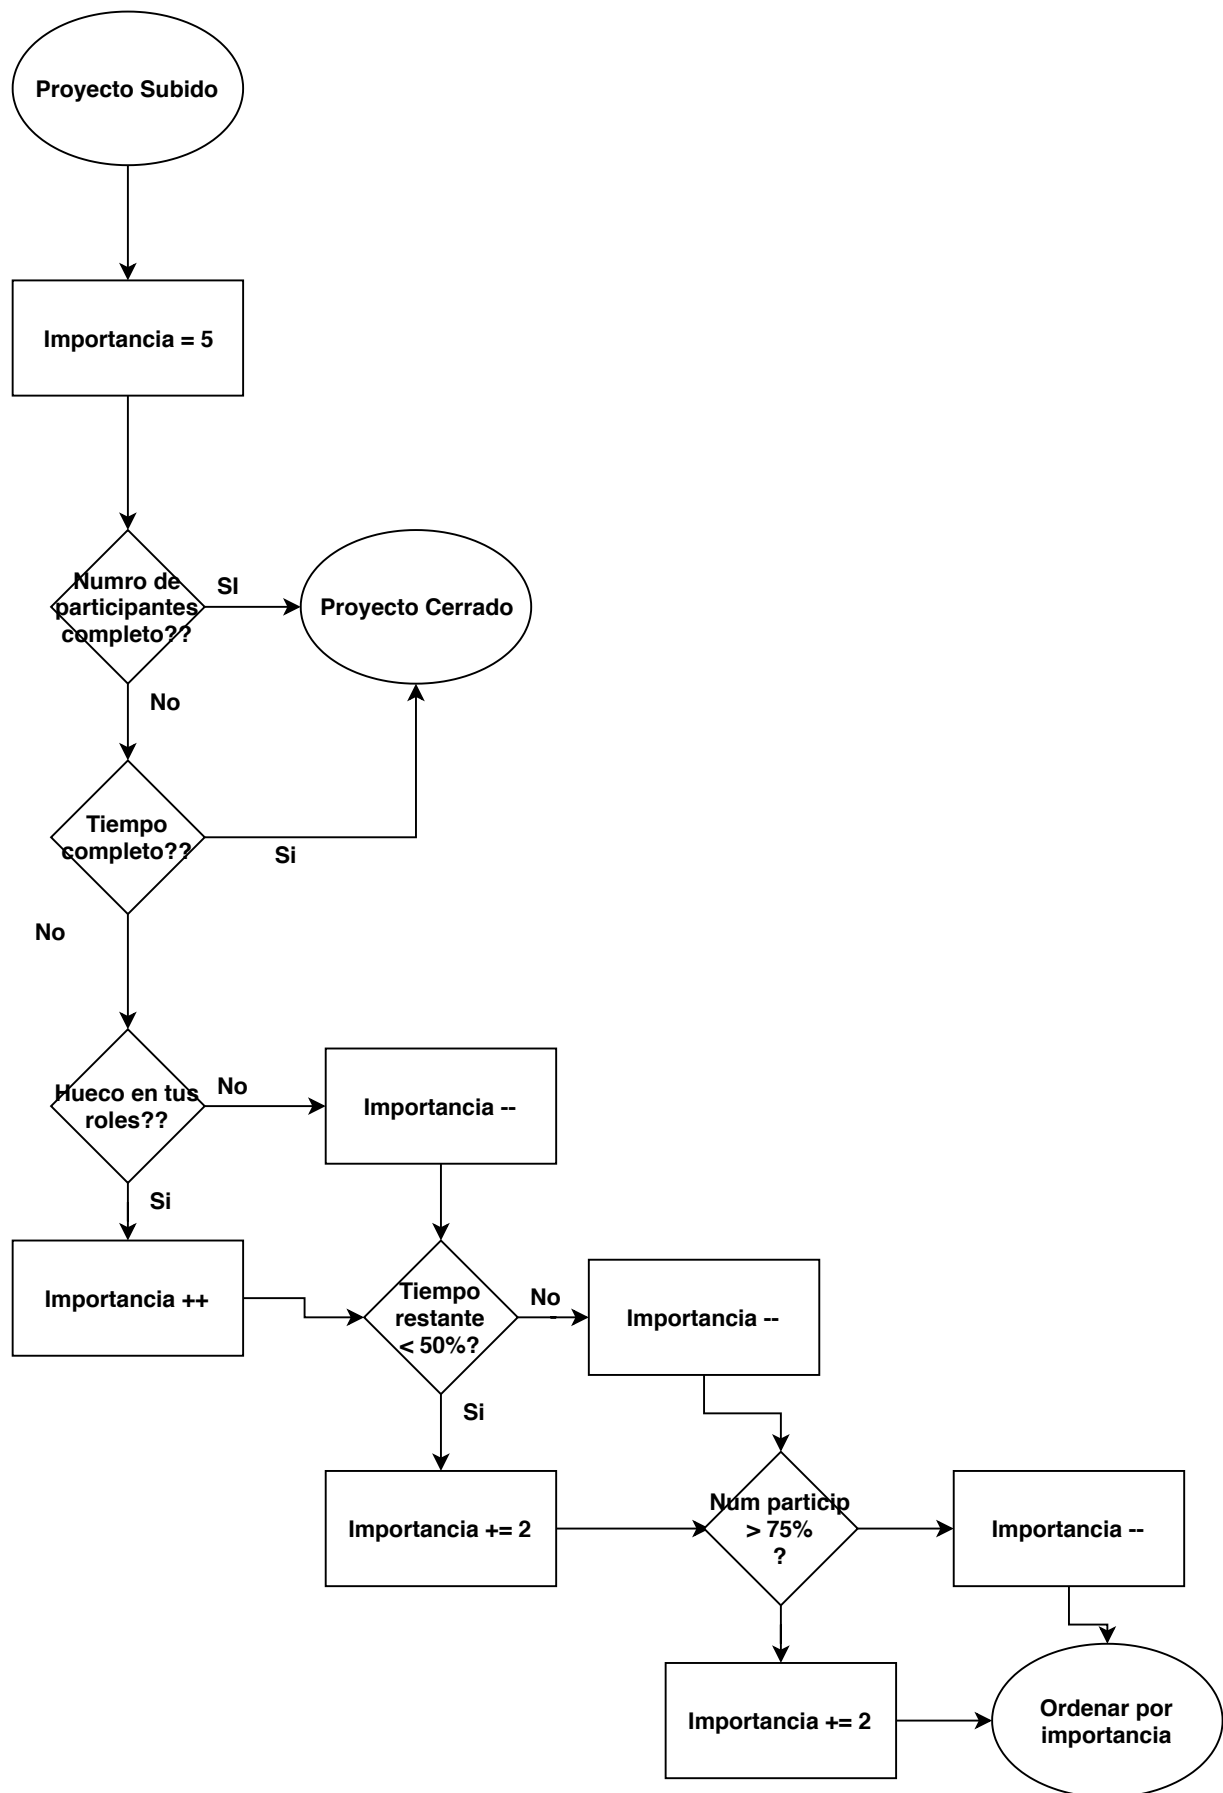 Proyecto Subido
Importancia = 5
Numro de
participantes
completo??
SI
Proyecto Cerrado
No
Tiempo
completo??
Si
No
Hueco en tus
roles??
No
Importancia --
Si
Importancia ++
Tiempo
restante
< 50%?
No
Importancia --
Si
Importancia += 2
Num particip
> 75%
?
Importancia --
Importancia += 2
Ordenar por
importancia